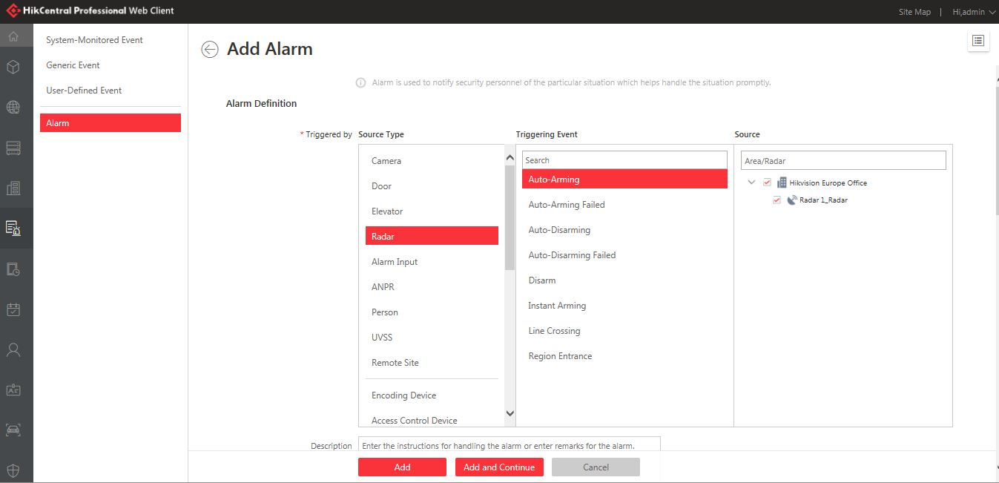 HikCentral Professional Web Client
Site Map | Hi,admin
System-Monitored Event
Generic Event
User-Defined Event
Alarm
Add Alarm
Alarm is used to notify security personnel of the particular situation which helps handle the situation promptly.
Alarm Definition
* Triggered by
Source Type
Camera
Door
Elevator
Radar
Alarm Input
ANPR
Person
UVSS
Remote Site
Encoding Device
Access Control Device
Triggering Event
Search
Auto-Arming
Auto-Arming Failed
Auto-Disarming
Auto-Disarming Failed
Disarm
Instant Arming
Line Crossing
Region Entrance
Source
Area/Radar
Hikvision Europe Office
Radar 1_Radar
Description
Enter the instructions for handling the alarm or enter remarks for the alarm.
Add
Add and Continue
Cancel